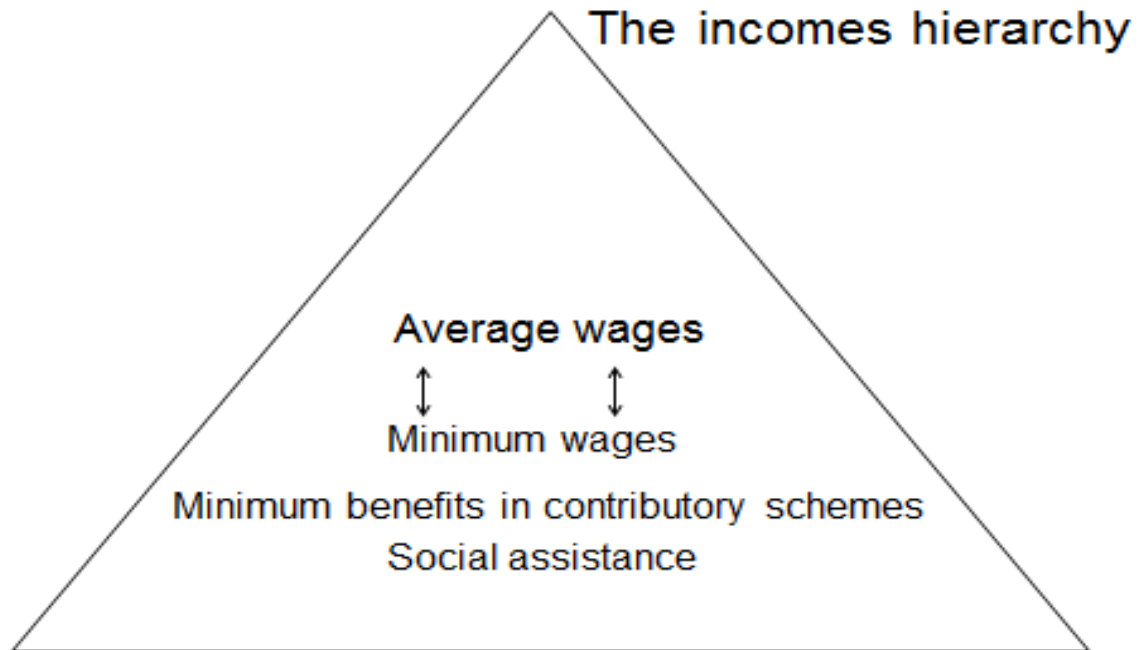 The incomes hierarchy
Average wages
Minimum wages
Minimum benefits in contributory schemes
Social assistance